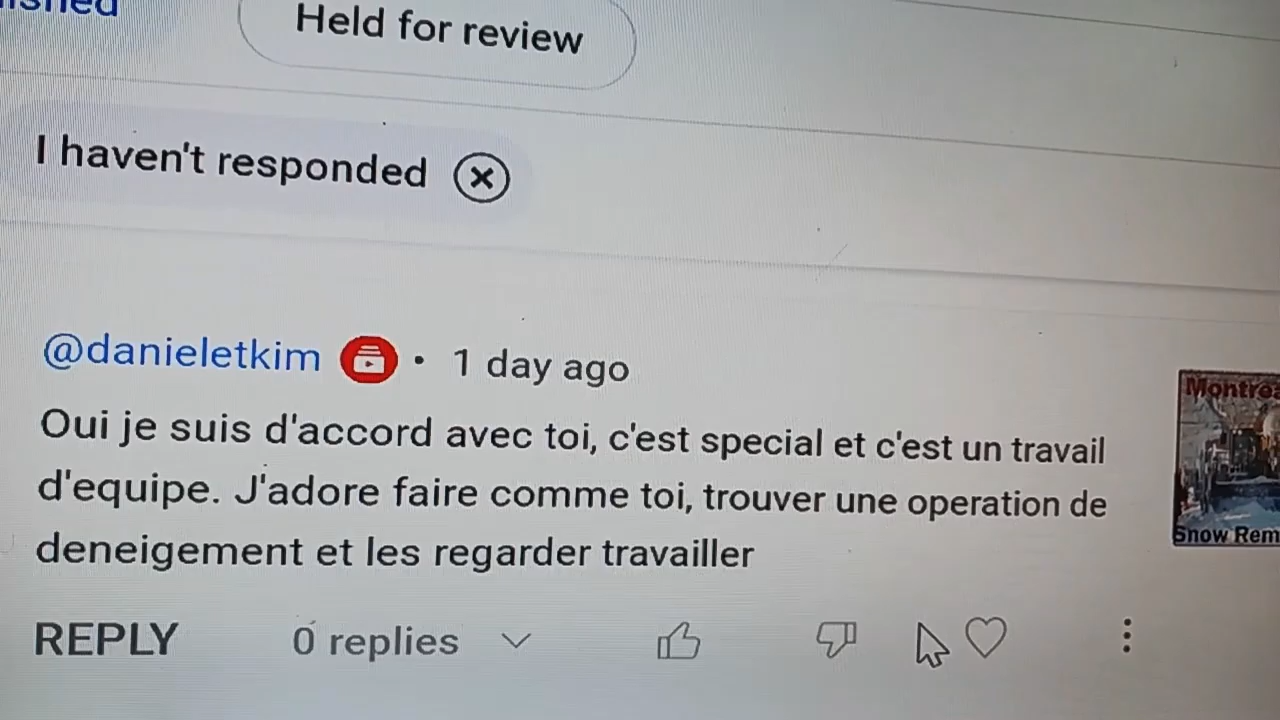 Held for review
I haven't responded
@danieletkim • 1 day ago
Oui je suis d'accord avec toi, c'est special et c'est un travail
d'equipe. J'adore faire comme toi, trouver une operation de
deneigement et les regarder travailler
Snow Rem
REPLY 0 replies